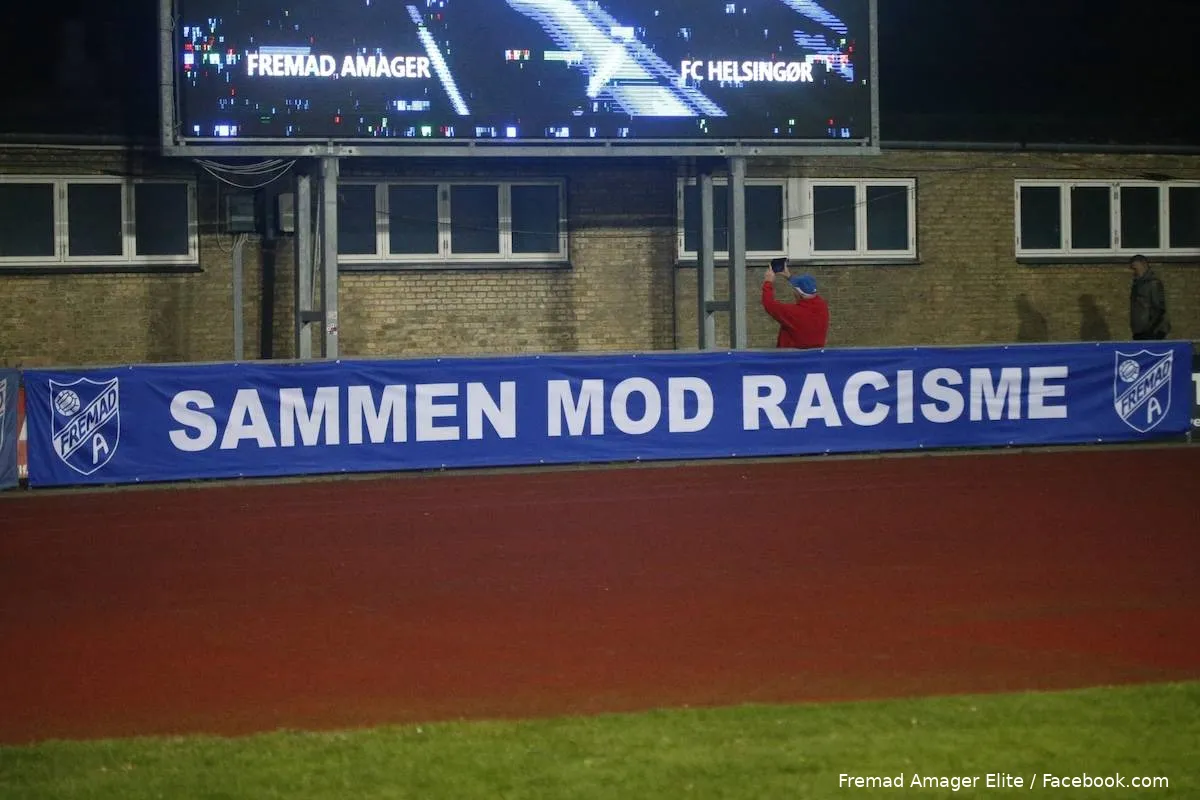 FREMAD AMAGER
FC HELSINGØR
FREMAD
A
SAMMEN MOD RACISME
FREMAD
A
Fremad Amager Elite / Facebook.com